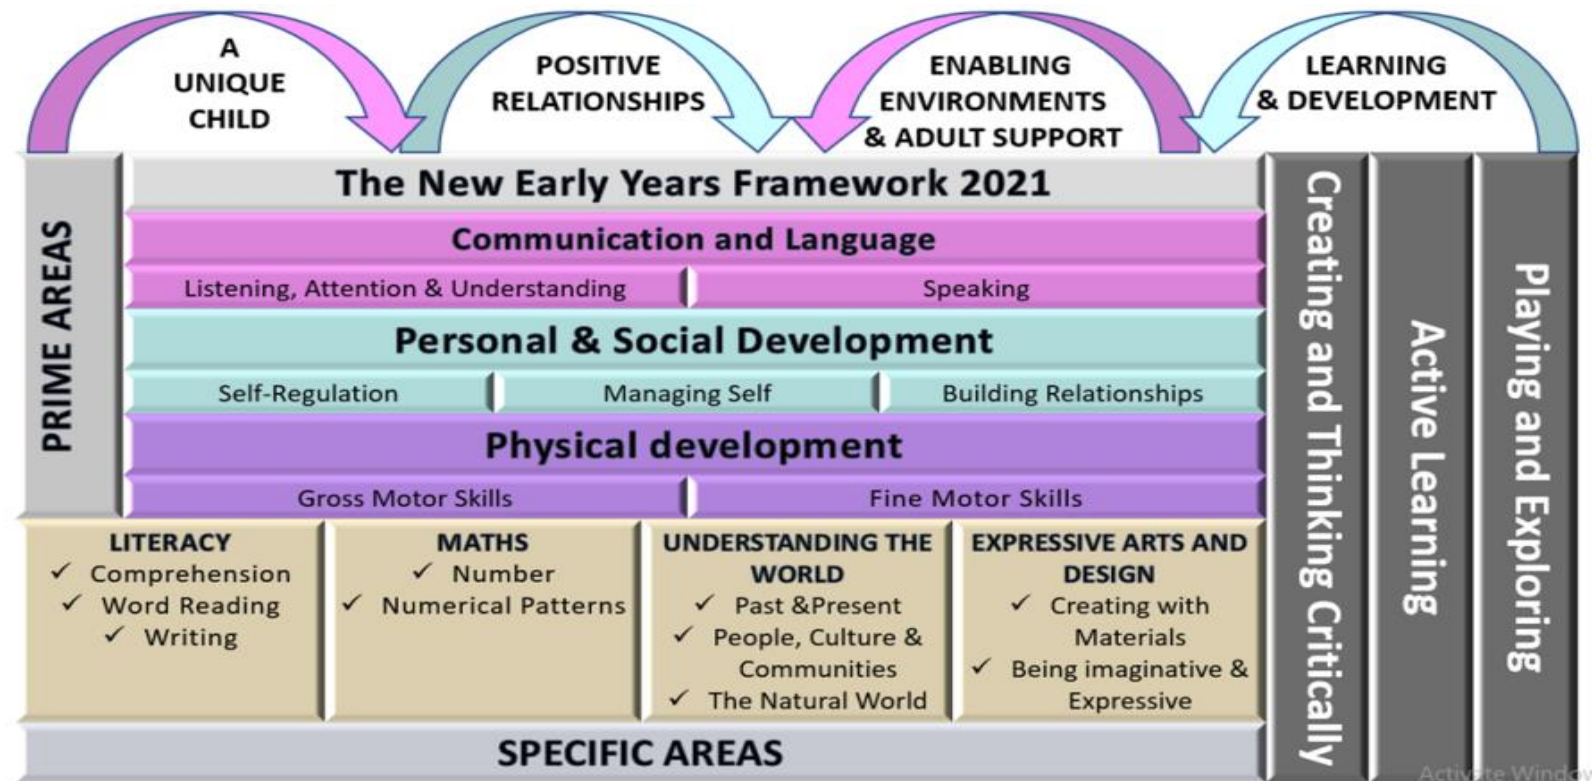 A
UNIQUE
CHILD
POSITIVE
RELATIONSHIPS
ENABLING
ENVIRONMENTS
& ADULT SUPPORT
LEARNING
& DEVELOPMENT
PRIME AREAS
The New Early Years Framework 2021
Communication and Language
Listening, Attention & Understanding
Speaking
Personal & Social Development
Self-Regulation
Managing Self
Building Relationships
Physical development
Gross Motor Skills
Fine Motor Skills
LITERACY
✓ Comprehension
✓ Word Reading
✓ Writing
MATHS
✓ Number
✓ Numerical Patterns
UNDERSTANDING THE
WORLD
✓ Past &Present
✓ People, Culture &
Communities
✓ The Natural World
EXPRESSIVE ARTS AND
DESIGN
✓ Creating with
Materials
✓ Being imaginative &
Expressive
SPECIFIC AREAS
Creating and Thinking Critically
Active Learning
Playing and Exploring